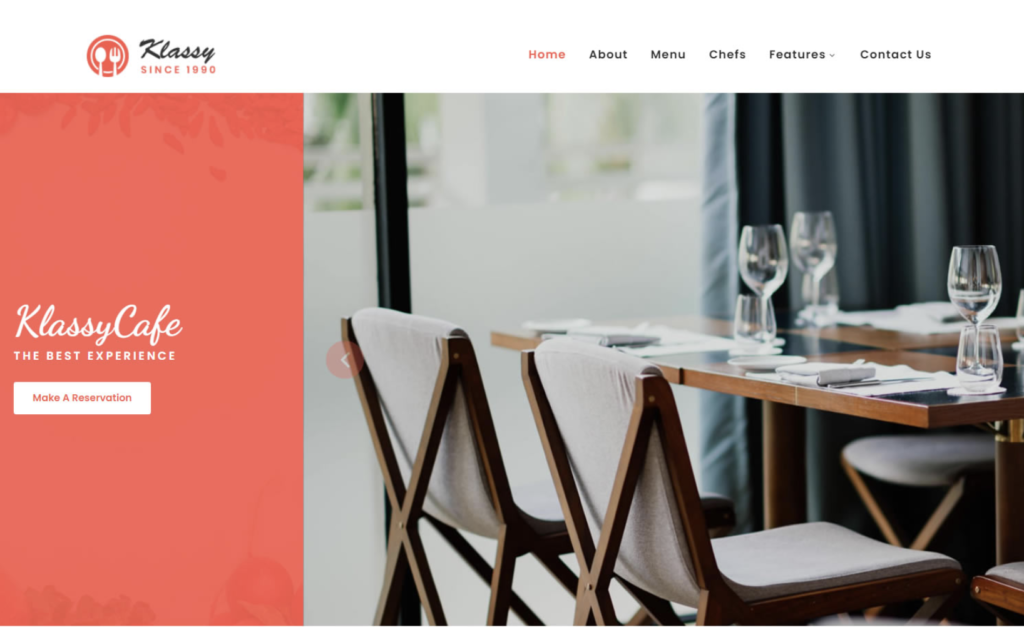 Klassy
SINCE 1990
Home About Menu Chefs Features Contact Us
KlassyCafe
THE BEST EXPERIENCE
Make A Reservation